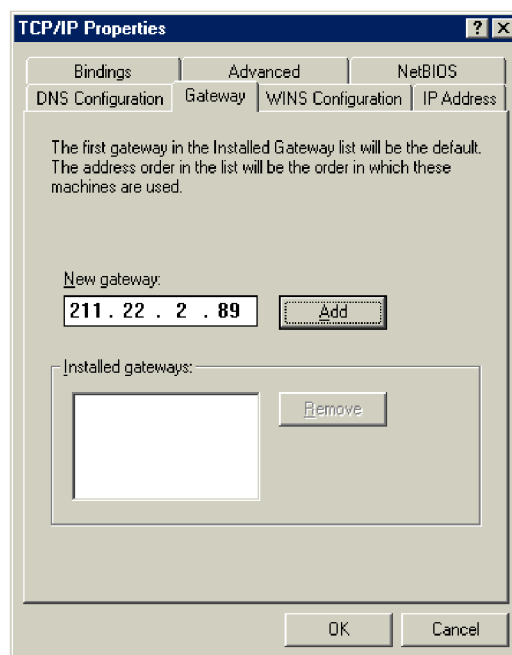 TCP/IP Properties
Bindings
Advanced
NetBIOS
DNS Configuration
Gateway
WINS Configuration
IP Address
The first gateway in the Installed Gateway list will be the default.
The address order in the list will be the order in which these
machines are used.
New gateway:
211 . 22 . 2 . 89
Add
Installed gateways:
Remove
OK
Cancel